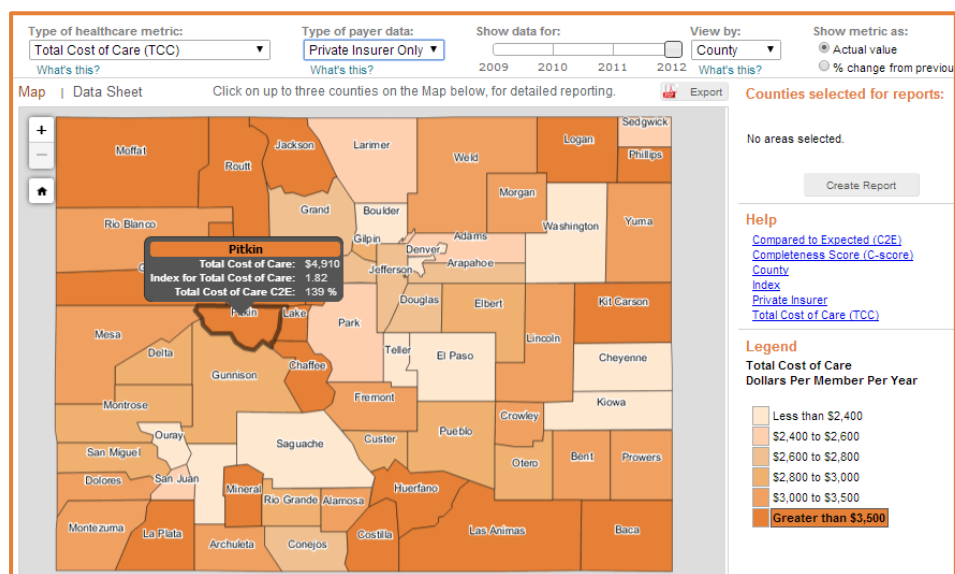 Type of healthcare metric: Type of payer data: Show data for: View by: Show metric as:
Total Cost of Care (TCC) Private Insurer Only County Actual value
What's this? What's this? 2009 2010 2011 2012 What's this? % change from previou
Map | Data Sheet Click on up to three counties on the Map below, for detailed reporting. Export
Counties selected for reports:
No areas selected.
Create Report
Help
Compared to Expected (C2E)
Completeness Score (C-score)
County
Index
Private Insurer
Total Cost of Care (TCC)
Legend
Total Cost of Care
Dollars Per Member Per Year
Less than $2,400
$2,400 to $2,600
$2,600 to $2,800
$2,800 to $3,000
$3,000 to $3,500
Greater than $3,500
+
−
Sedgwick
Moffat
Jackson
Larimer
Logan
Phillips
Routt
Weld
Morgan
Grand
Boulder
Washington
Yuma
Rio Blanco
Gilpin
Adams
Denver
Arapahoe
Jefferson
Pitkin
Total Cost of Care: $4,910
Index for Total Cost of Care: 1.82
Total Cost of Care C2E: 139 %
Douglas
Elbert
Kit Carson
Pitkin
Lake
Park
Lincoln
Mesa
Delta
Teller
El Paso
Cheyenne
Gunnison
Chaffee
Fremont
Kiowa
Montrose
Crowley
Ouray
Saguache
Custer
Pueblo
San Miguel
Otero
Bent
Prowers
Dolores
San Juan
Mineral
Rio Grande
Alamosa
Huerfano
Montezuma
La Plata
Archuleta
Conejos
Costilla
Las Animas
Baca